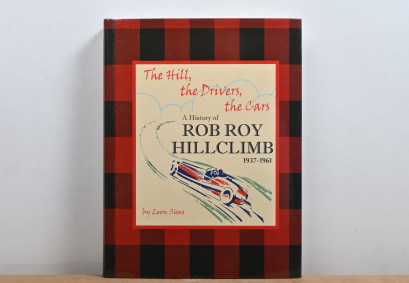 The Hill,
the Drivers,
the Cars
A History of
ROB ROY
HILLCLIMB
1937-1961
by Leon Sims